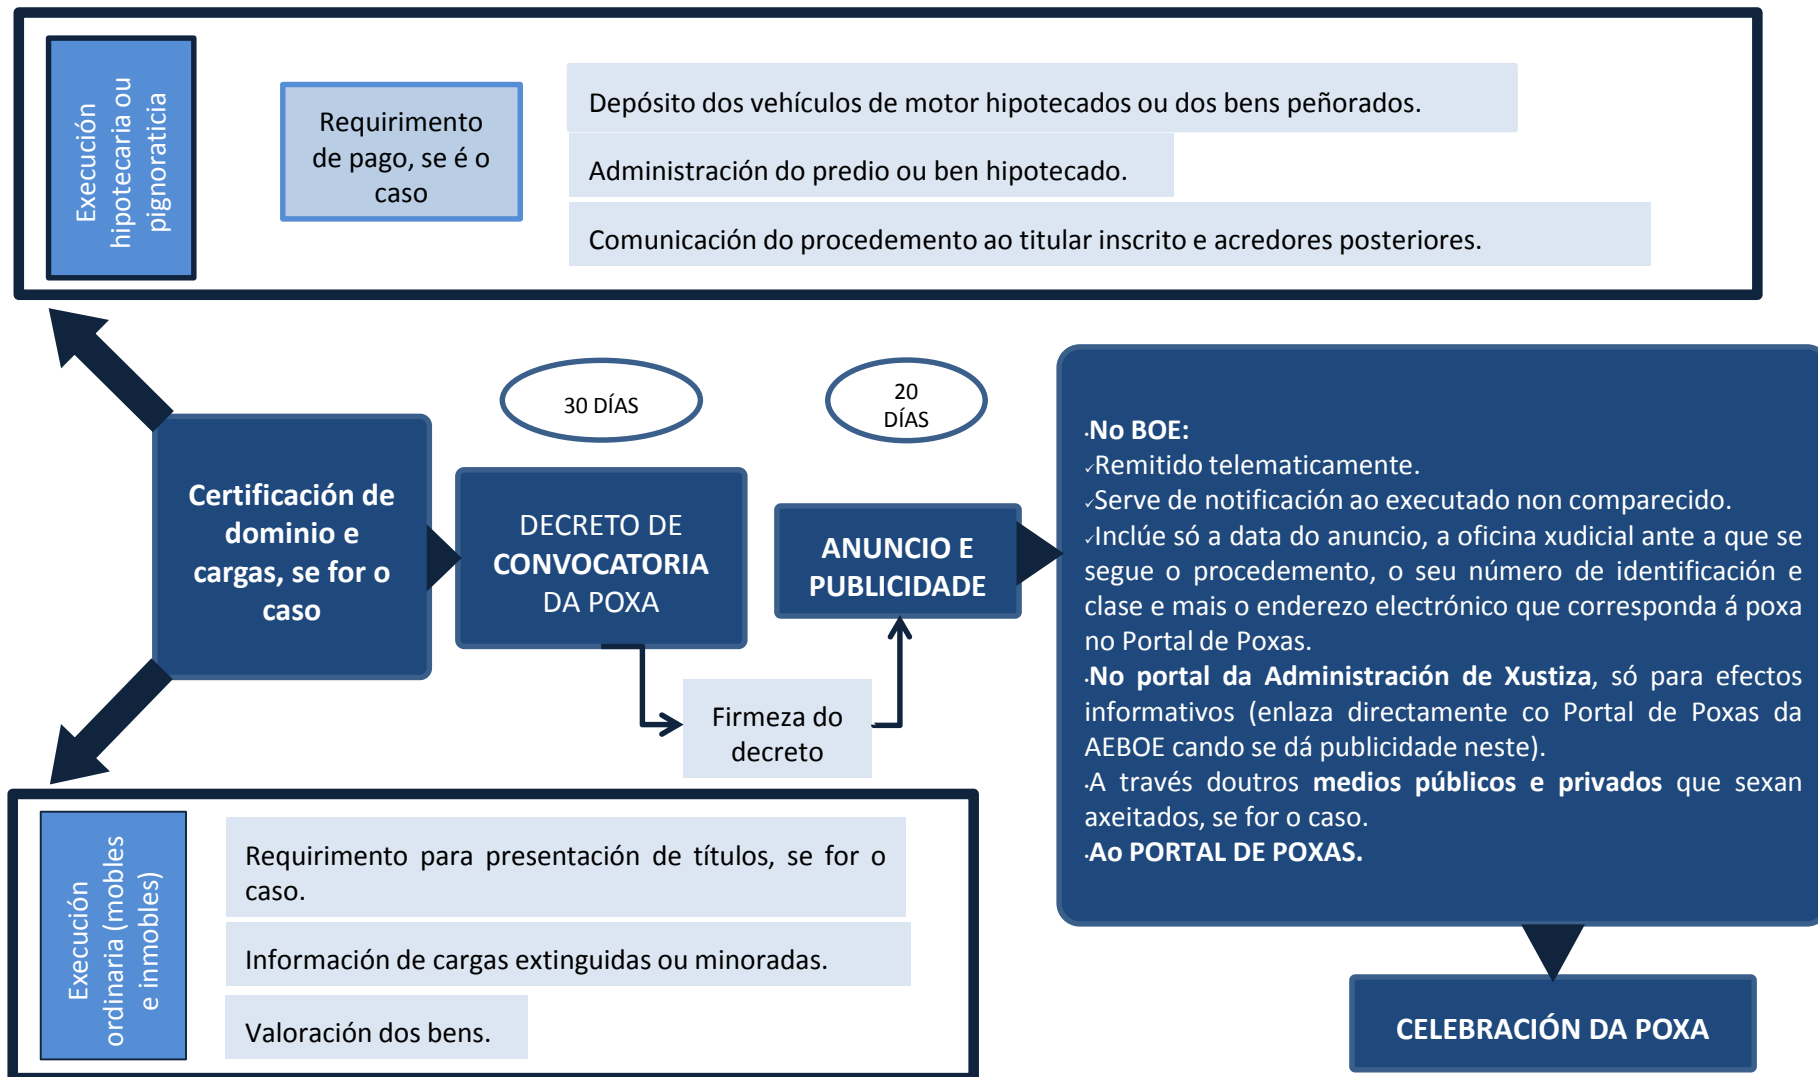 Execución
hipotecaria ou
pignoraticia
Requirimento
de pago, se é o
caso
Depósito dos vehículos de motor hipotecados ou dos bens peñorados.
Administración do predio ou ben hipotecado.
Comunicación do procedemento ao titular inscrito e acredores posteriores.
30 DÍAS
20
DÍAS
Certificación de
dominio e
cargas, se for o
caso
DECRETO DE
CONVOCATORIA
DA POXA
Firmeza do
decreto
ANUNCIO E
PUBLICIDADE
·No BOE:
✓Remitido telematicamente.
✓Serve de notificación ao executado non comparecido.
✓Inclúe só a data do anuncio, a oficina xudicial ante a que se
segue o procedemento, o seu número de identificación e
clase e mais o enderezo electrónico que corresponda á poxa
no Portal de Poxas.
·No portal da Administración de Xustiza, só para efectos
informativos (enlaza directamente co Portal de Poxas da
AEBOE cando se dá publicidade neste).
·A través doutros medios públicos e privados que sexan
axeitados, se for o caso.
·Ao PORTAL DE POXAS.
Execución
ordinaria (mobles
e inmobles)
Requirimento para presentación de títulos, se for o
caso.
Información de cargas extinguidas ou minoradas.
Valoración dos bens.
CELEBRACIÓN DA POXA